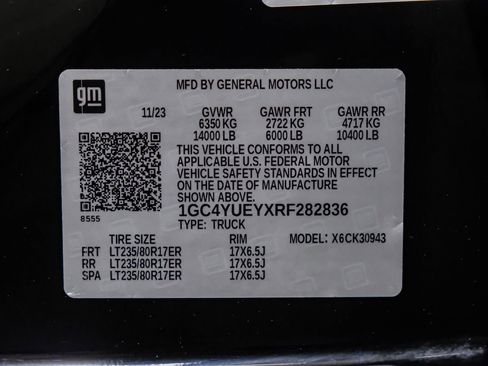 gm
MFD BY GENERAL MOTORS LLC
11/23 GVWR GAWR FRT GAWR RR
6350 KG 2722 KG 4717 KG
14000 LB 6000 LB 10400 LB
THIS VEHICLE CONFORMS TO ALL
APPLICABLE U.S. FEDERAL MOTOR
VEHICLE SAFETY STANDARDS IN EFFECT
ON THE DATE OF MANUFACTURE
SHOWN ABOVE.
8555
1GC4YUEYXRF282836
TYPE: TRUCK
TIRE SIZE RIM MODEL: X6CK30943
FRT LT235/80R17ER 17X6.5J
RR LT235/80R17ER 17X6.5J
SPA LT235/80R17ER 17X6.5J